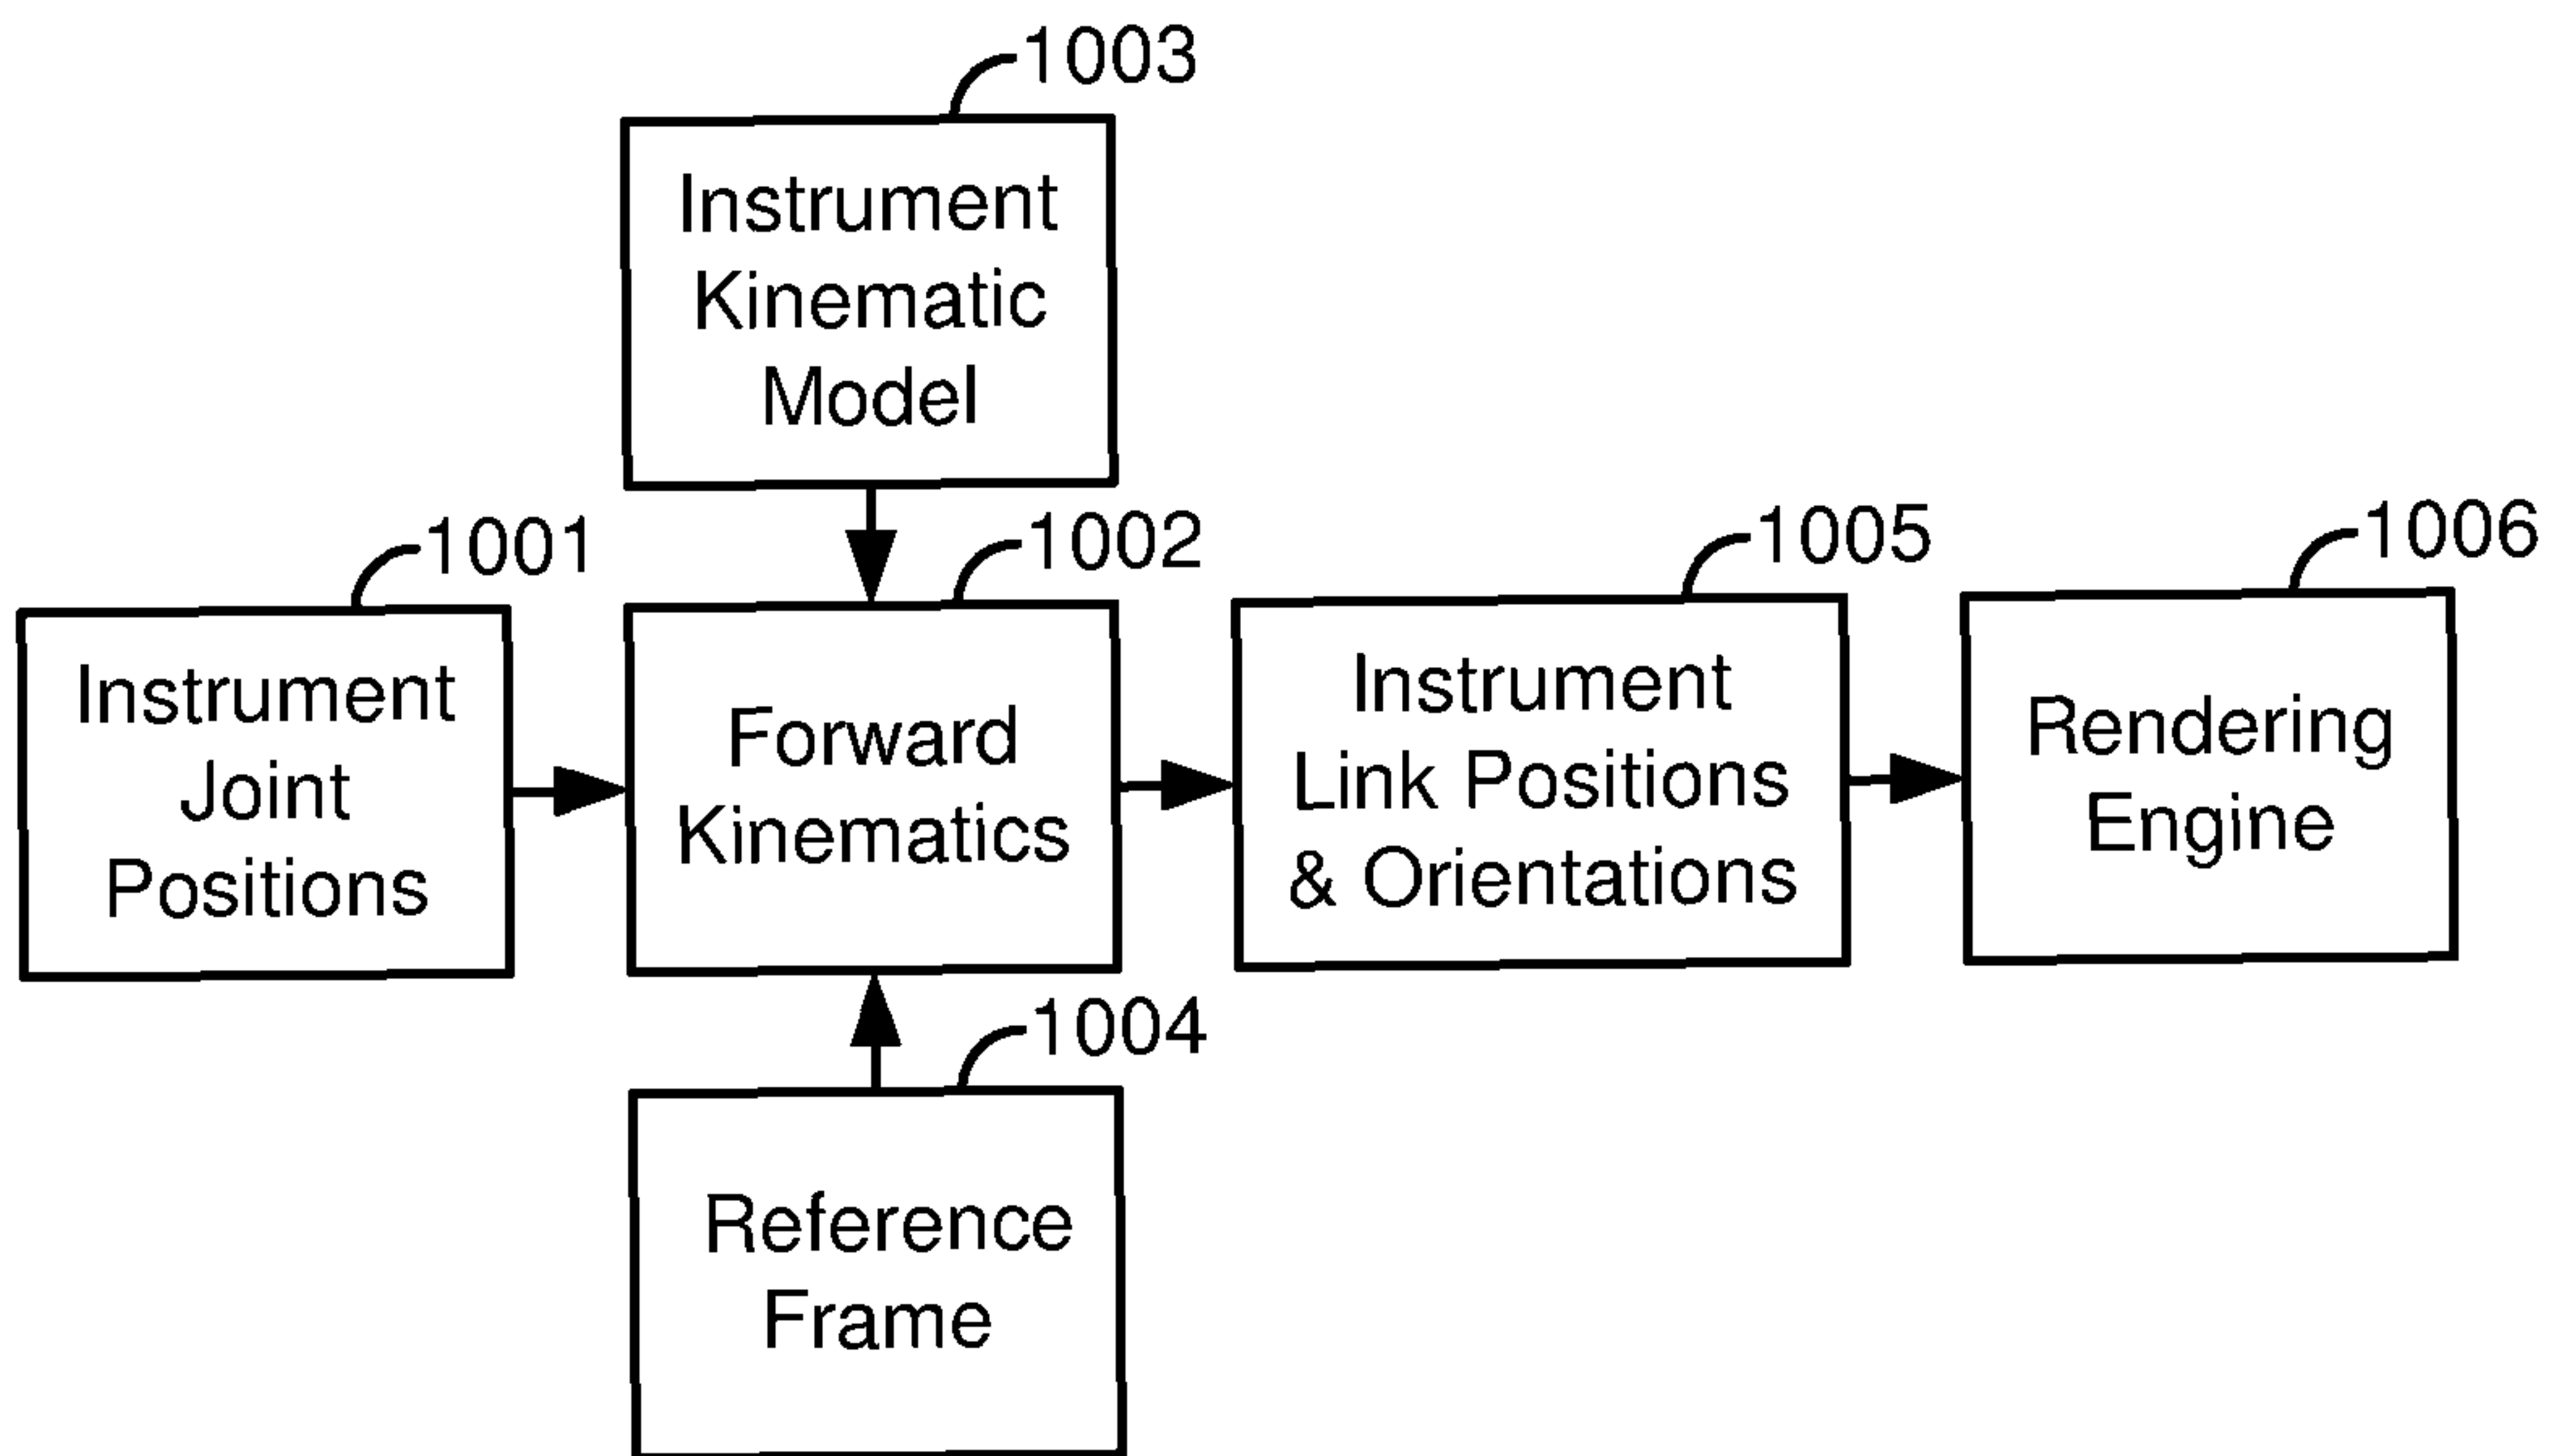 1003
Instrument
Kinematic
Model
1001
Instrument
Joint
Positions
1002
Forward
Kinematics
1005
Instrument
Link Positions
& Orientations
1006
Rendering
Engine
1004
Reference
Frame